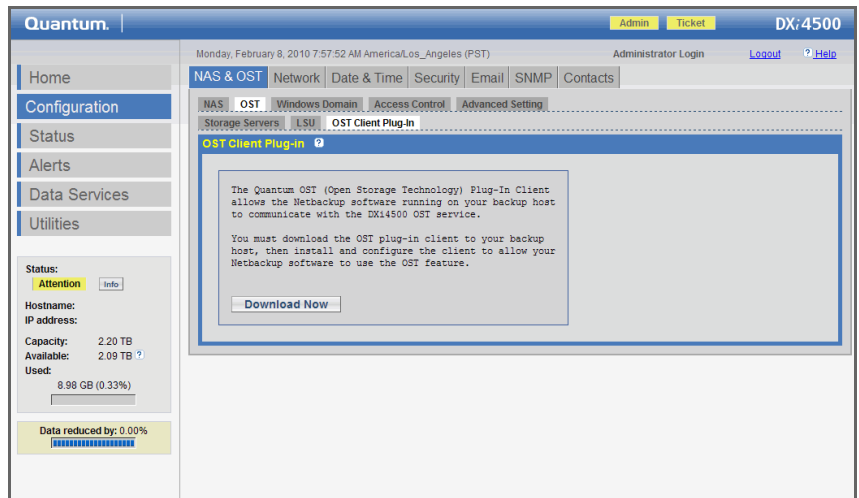 Quantum.
Admin Ticket DXi4500
Monday, February 8, 2010 7:57:52 AM America/Los_Angeles (PST) Administrator Login Logout ? Help
Home
Configuration
Status
Alerts
Data Services
Utilities
NAS & OST Network Date & Time Security Email SNMP Contacts
NAS OST Windows Domain Access Control Advanced Setting
Storage Servers LSU OST Client Plug-In
OST Client Plug-in ?
The Quantum OST (Open Storage Technology) Plug-In Client
allows the Netbackup software running on your backup host
to communicate with the DXi4500 OST service.
You must download the OST plug-in client to your backup
host, then install and configure the client to allow your
Netbackup software to use the OST feature.
Download Now
Status:
Attention Info
Hostname:
IP address:
Capacity: 2.20 TB
Available: 2.09 TB ?
Used:
8.98 GB (0.33%)
Data reduced by: 0.00%